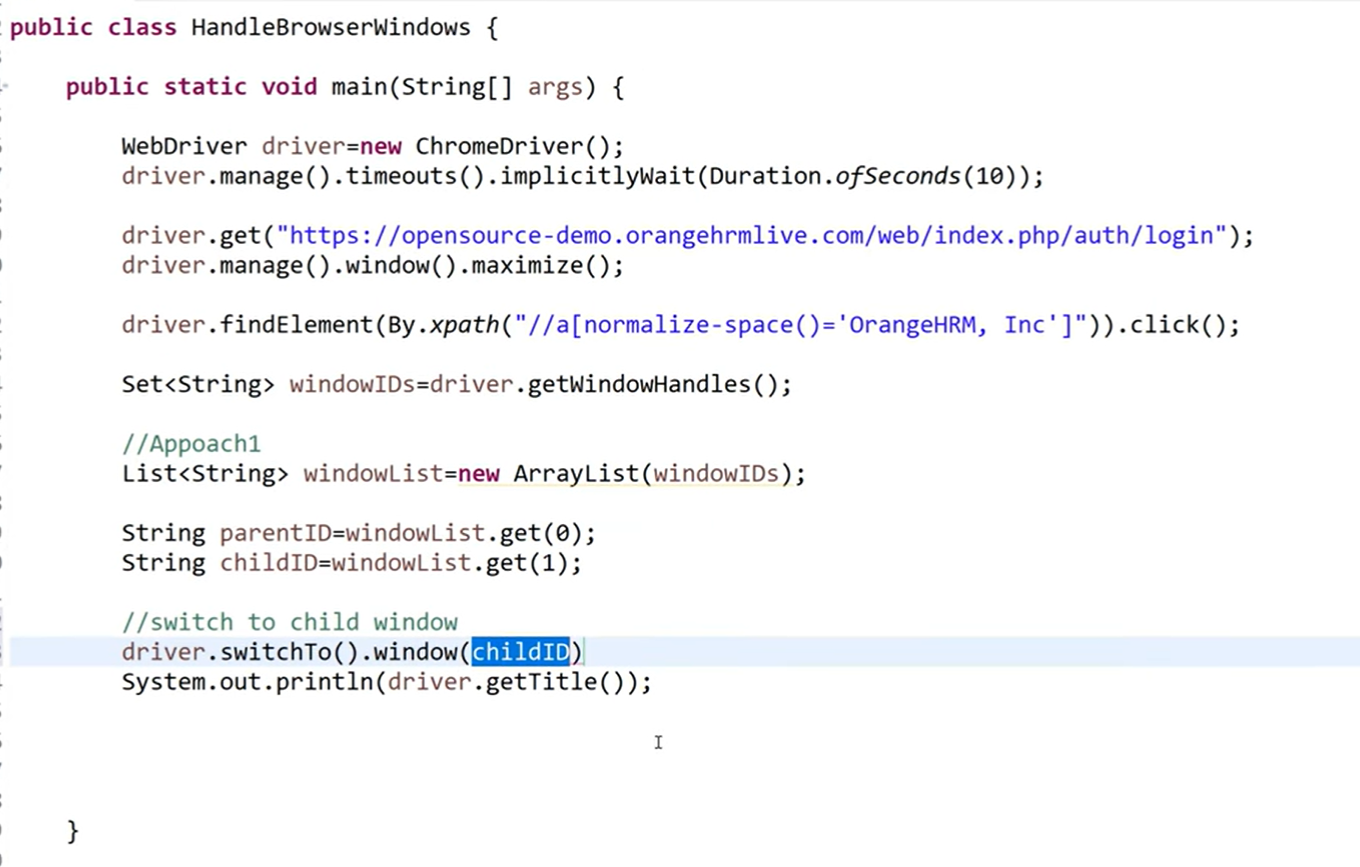 public class HandleBrowserWindows {
public static void main(String[] args) {
WebDriver driver=new ChromeDriver();
driver.manage().timeouts().implicitlyWait(Duration.ofSeconds(10));
driver.get("https://opensource-demo.orangehrmlive.com/web/index.php/auth/login");
driver.manage().window().maximize();
driver.findElement(By.xpath("//a[normalize-space()='OrangeHRM, Inc']")).click();
Set<String> windowIDs=driver.getWindowHandles();
//Appoach1
List<String> windowList=new ArrayList(windowIDs);
String parentID=windowList.get(0);
String childID=windowList.get(1);
//switch to child window
driver.switchTo().window(childID)
System.out.println(driver.getTitle());
}